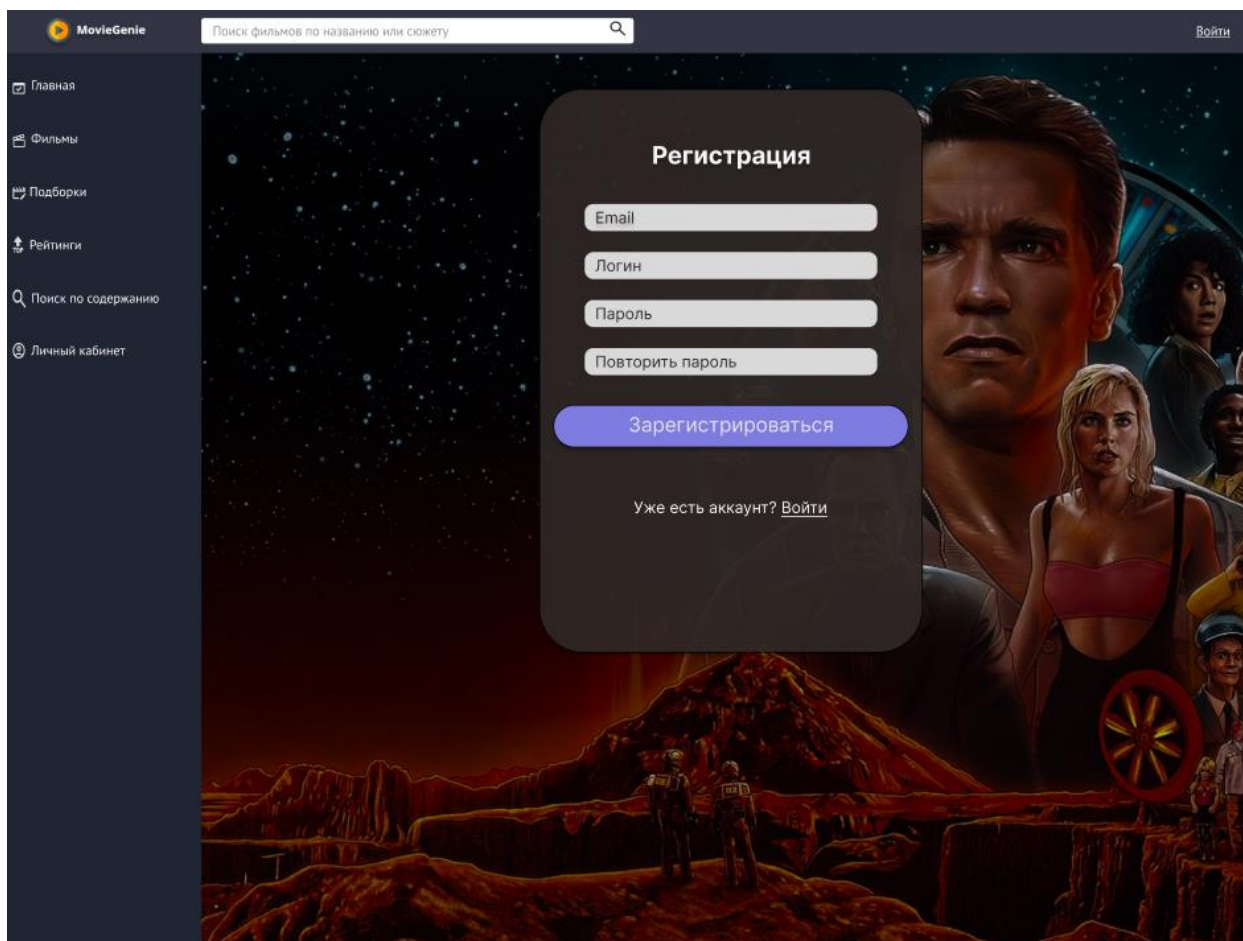 MovieGenie
Поиск фильмов по названию или сюжету
Войти
Главная
Фильмы
Подборки
TOP Рейтинги
Поиск по содержанию
Личный кабинет
Регистрация
Email
Логин
Пароль
Повторить пароль
Зарегистрироваться
Уже есть аккаунт? Войти